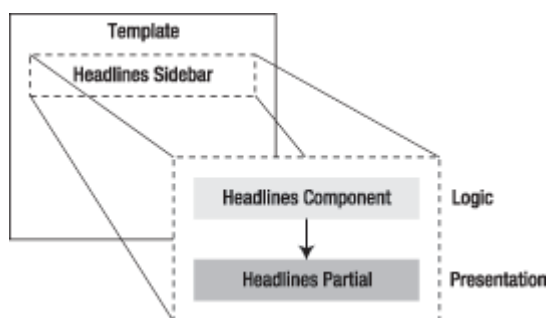 Template
Headlines Sidebar
Headlines Component
Logic
Headlines Partial
Presentation